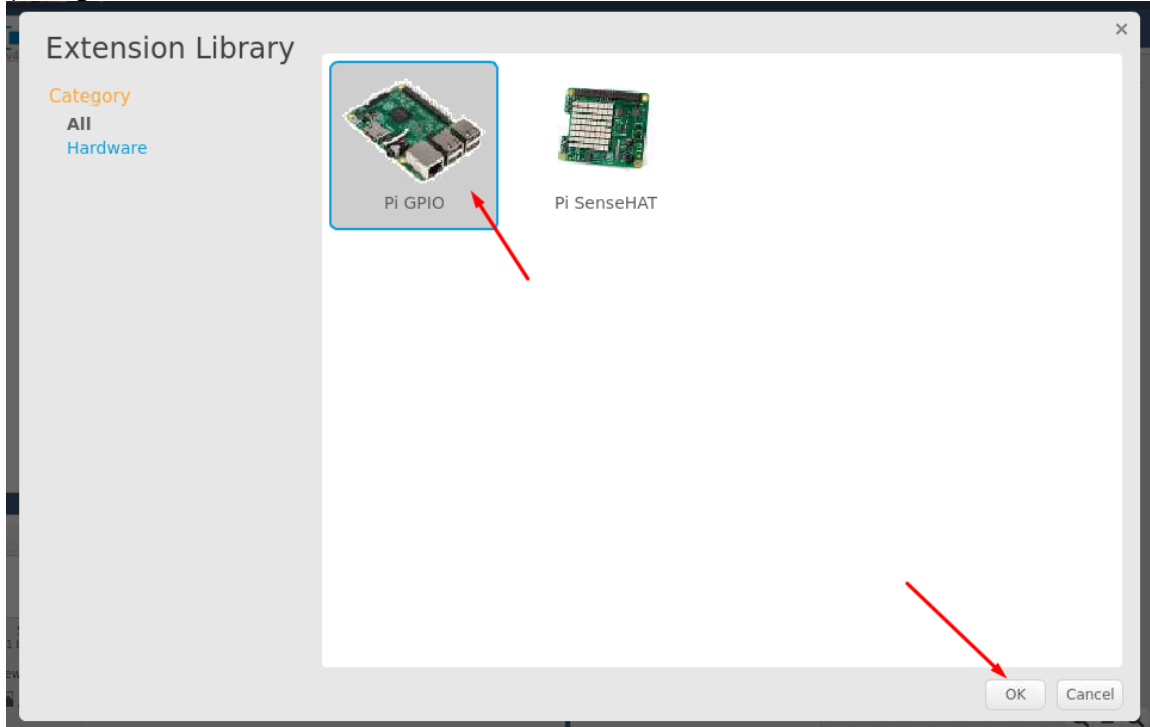 Extension Library
×
Category
All
Hardware
Pi GPIO
Pi SenseHAT
OK
Cancel